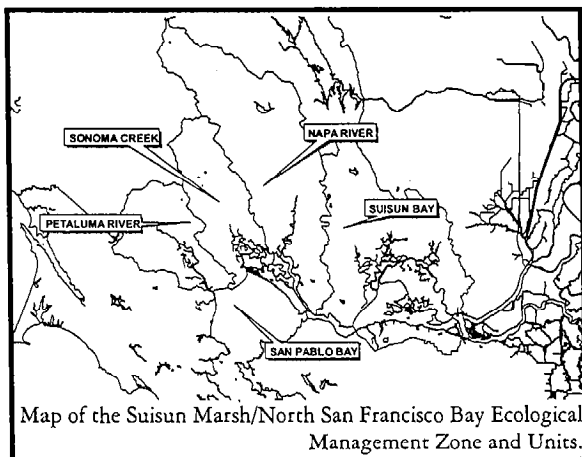 SONOMA CREEK
NAPA RIVER
PETALUMA RIVER
SUISUN BAY
SAN PABLO BAY
Map of the Suisun Marsh/North San Francisco Bay Ecological
Management Zone and Units.